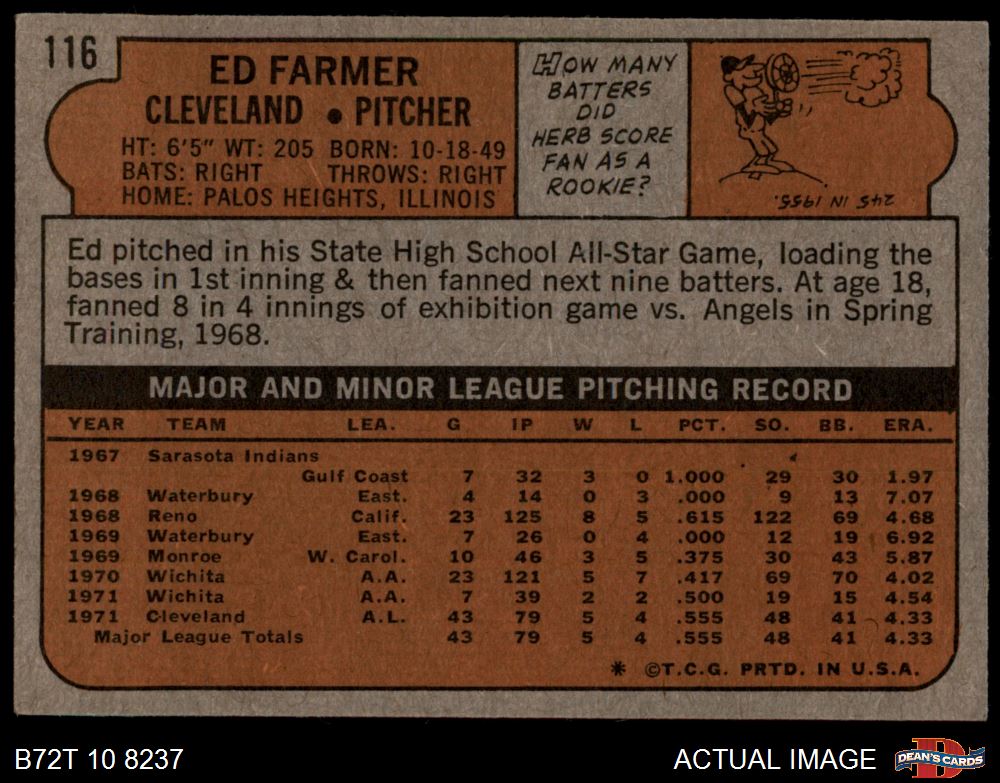 116
ED FARMER
CLEVELAND • PITCHER
HT: 6'5" WT: 205 BORN: 10-18-49
BATS: RIGHT THROWS: RIGHT
HOME: PALOS HEIGHTS, ILLINOIS
HOW MANY
BATTERS
DID
HERB SCORE
FAN AS A
ROOKIE?
245 IN 1955.
Ed pitched in his State High School All-Star Game, loading the
bases in 1st inning & then fanned next nine batters. At age 18,
fanned 8 in 4 innings of exhibition game vs. Angels in Spring
Training, 1968.
MAJOR AND MINOR LEAGUE PITCHING RECORD
YEAR TEAM LEA. G IP W L PCT. SO. BB. ERA.
1967 Sarasota Indians
Gulf Coast 7 32 3 0 1.000 29 30 1.97
1968 Waterbury East. 4 14 0 3 .000 9 13 7.07
1968 Reno Calif. 23 125 8 5 .615 122 69 4.68
1969 Waterbury East. 7 26 0 4 .000 12 19 6.92
1969 Monroe W. Carol. 10 46 3 5 .375 30 43 5.87
1970 Wichita A.A. 23 121 5 7 .417 69 70 4.02
1971 Wichita A.A. 7 39 2 2 .500 19 15 4.54
1971 Cleveland A.L. 43 79 5 4 .555 48 41 4.33
Major League Totals 43 79 5 4 .555 48 41 4.33
* ©T.C.G. PRTD. IN U.S.A.
B72T 10 8237
ACTUAL IMAGE
D
DEAN'S CARDS